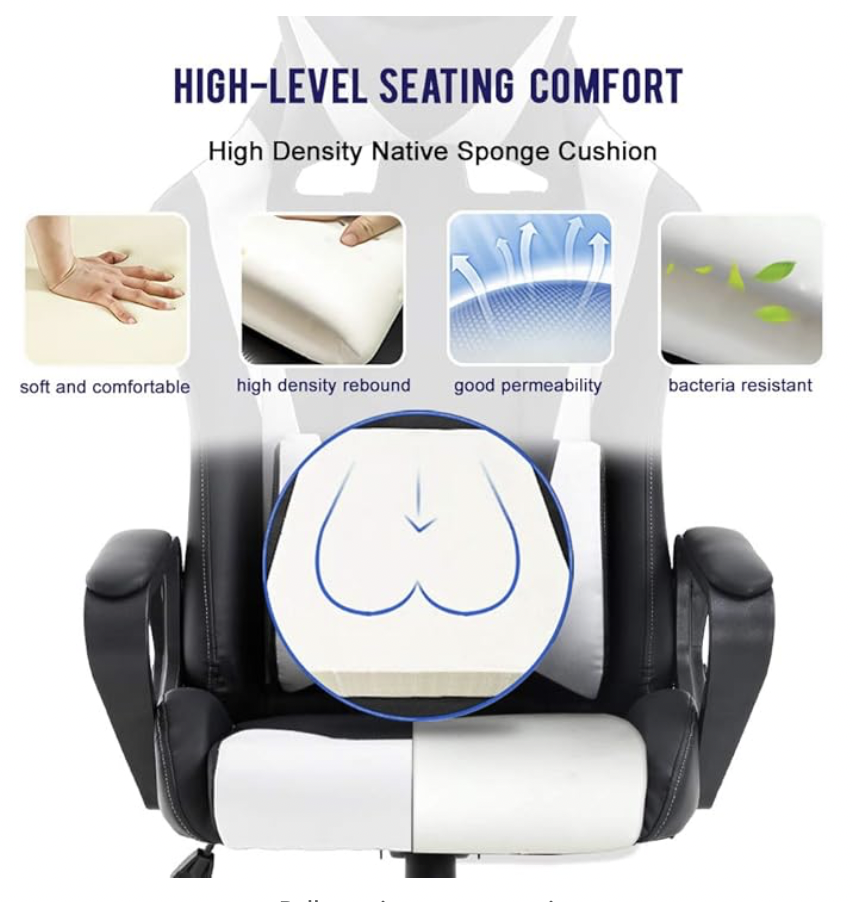 HIGH-LEVEL SEATING COMFORT
High Density Native Sponge Cushion
soft and comfortable
high density rebound
good permeability
bacteria resistant